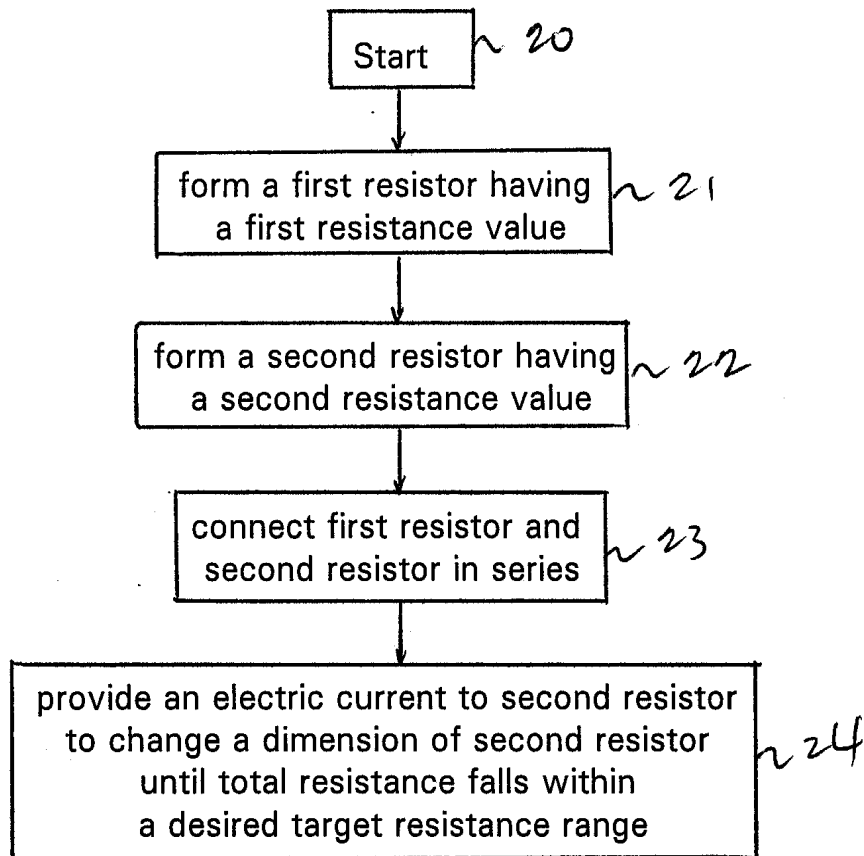 Start
20
form a first resistor having
a first resistance value
21
form a second resistor having
a second resistance value
22
connect first resistor and
second resistor in series
23
provide an electric current to second resistor
to change a dimension of second resistor
until total resistance falls within
a desired target resistance range
24